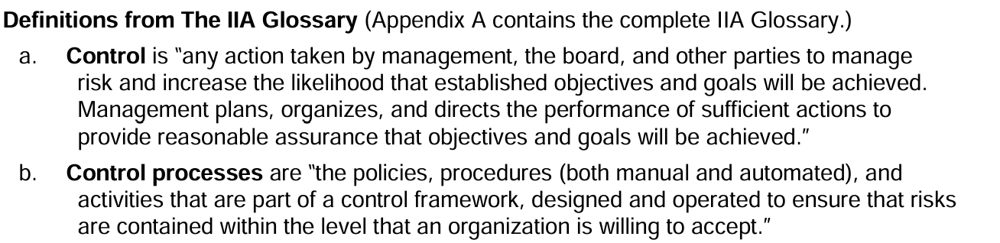 Definitions from The IIA Glossary (Appendix A contains the complete IIA Glossary.)
a. Control is “any action taken by management, the board, and other parties to manage
risk and increase the likelihood that established objectives and goals will be achieved.
Management plans, organizes, and directs the performance of sufficient actions to
provide reasonable assurance that objectives and goals will be achieved.”
b. Control processes are “the policies, procedures (both manual and automated), and
activities that are part of a control framework, designed and operated to ensure that risks
are contained within the level that an organization is willing to accept.”